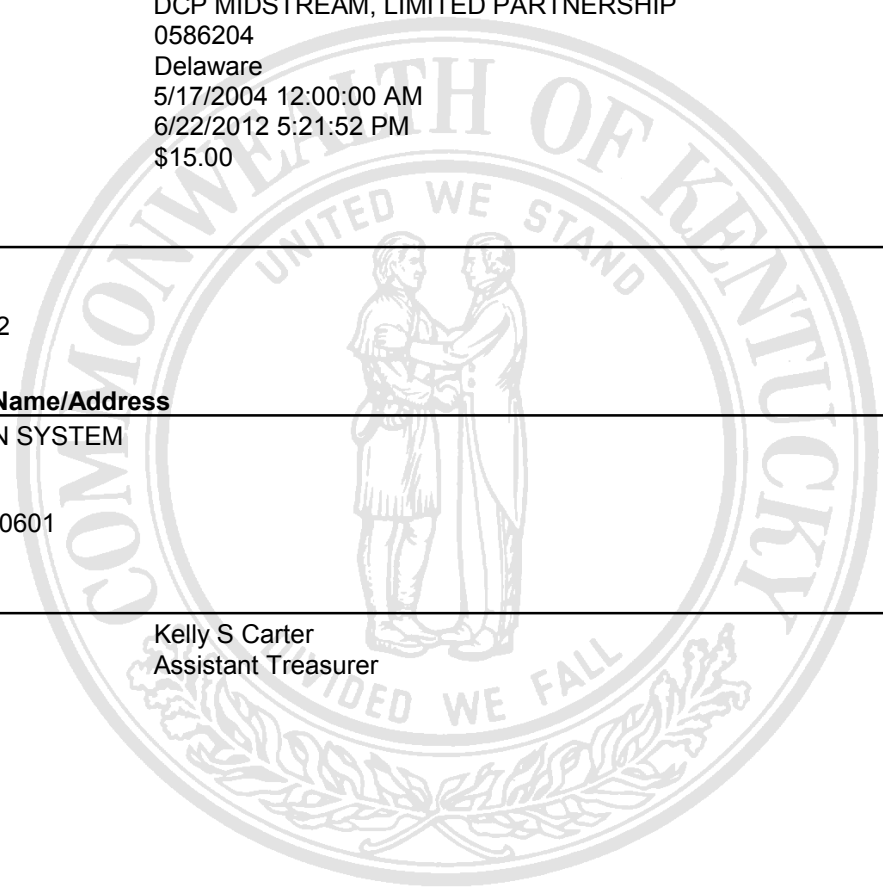 DCP MIDSTREAM, LIMITED PARTNERSHIP
0586204
Delaware
5/17/2004 12:00:00 AM
6/22/2012 5:21:52 PM
$15.00
2
Name/Address
N SYSTEM
0601
Kelly S Carter
Assistant Treasurer
COMMONWEALTH OF KENTUCKY
UNITED WE STAND
DIVIDED WE FALL